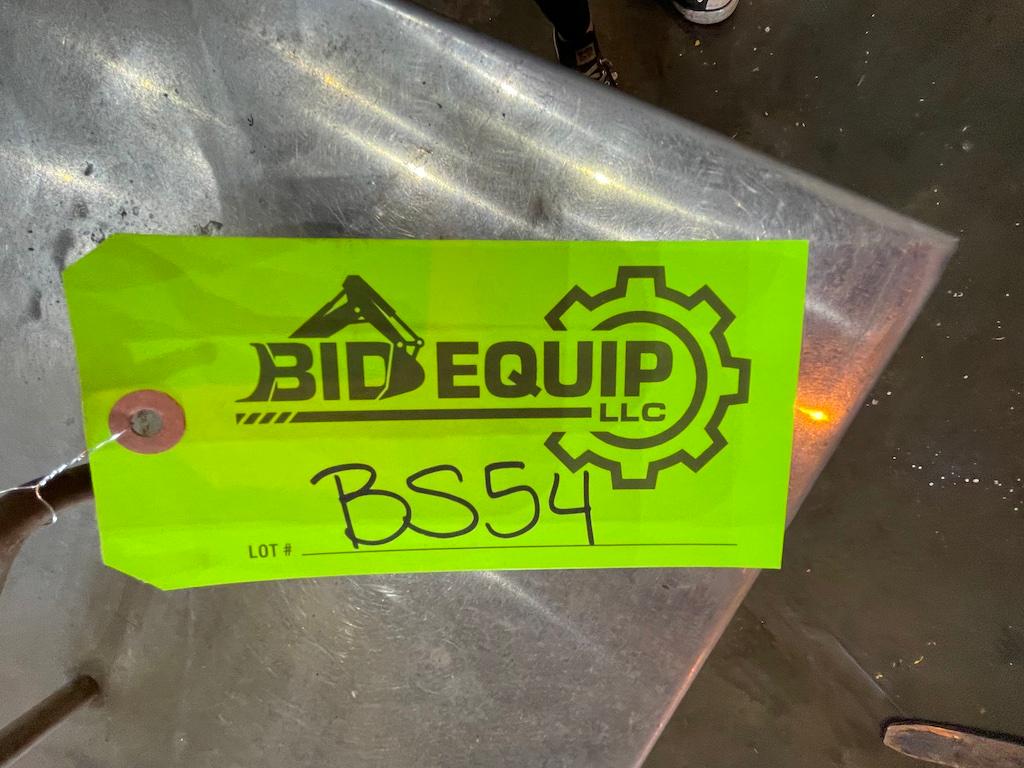 BID EQUIP
LLC
BS54
LOT #